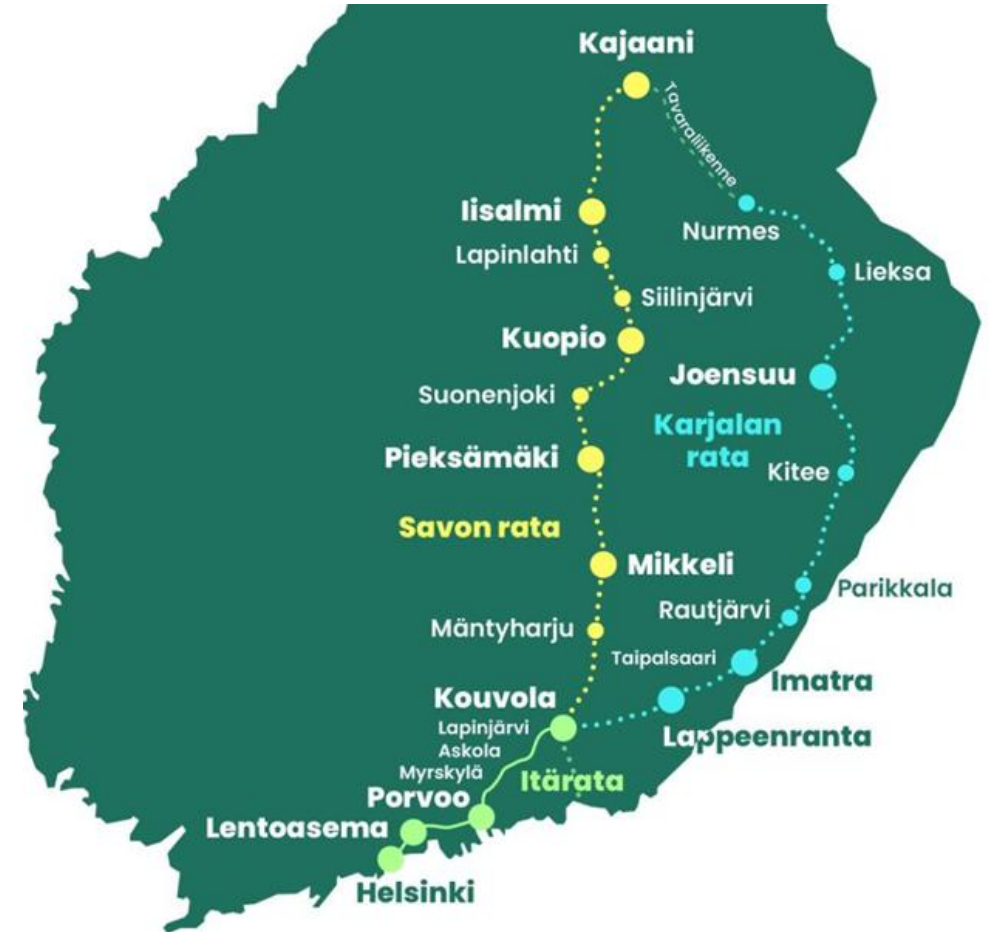 Kajaani
Tavaraliikenne
Iisalmi
Nurmes
Lapinlahti
Lieksa
Siilinjärvi
Kuopio
Joensuu
Suonenjoki
Karjalan
rata
Pieksämäki
Kitee
Savon rata
Mikkeli
Parikkala
Rautjärvi
Mäntyharju
Taipalsaari
Imatra
Kouvola
Lapinjärvi
Lappeenranta
Askola
Myrskylä
Itärata
Porvoo
Lentoasema
Helsinki